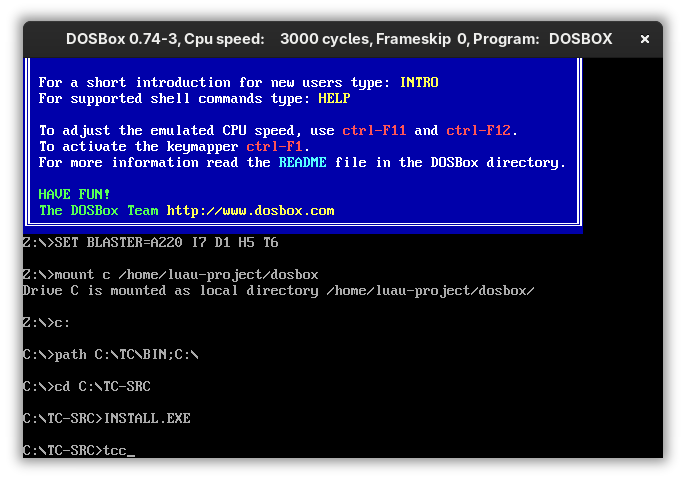 DOSBox 0.74-3, Cpu speed:    3000 cycles, Frameskip  0, Program:   DOSBOX ×
For a short introduction for new users type: INTRO
For supported shell commands type: HELP
To adjust the emulated CPU speed, use ctrl-F11 and ctrl-F12.
To activate the keymapper ctrl-F1.
For more information read the README file in the DOSBox directory.
HAVE FUN!
The DOSBox Team http://www.dosbox.com
Z:\>SET BLASTER=A220 I7 D1 H5 T6
Z:\>mount c /home/luau-project/dosbox
Drive C is mounted as local directory /home/luau-project/dosbox/
Z:\>c:
C:\>path C:\TC\BIN;C:\
C:\>cd C:\TC-SRC
C:\TC-SRC>INSTALL.EXE
C:\TC-SRC>tcc_